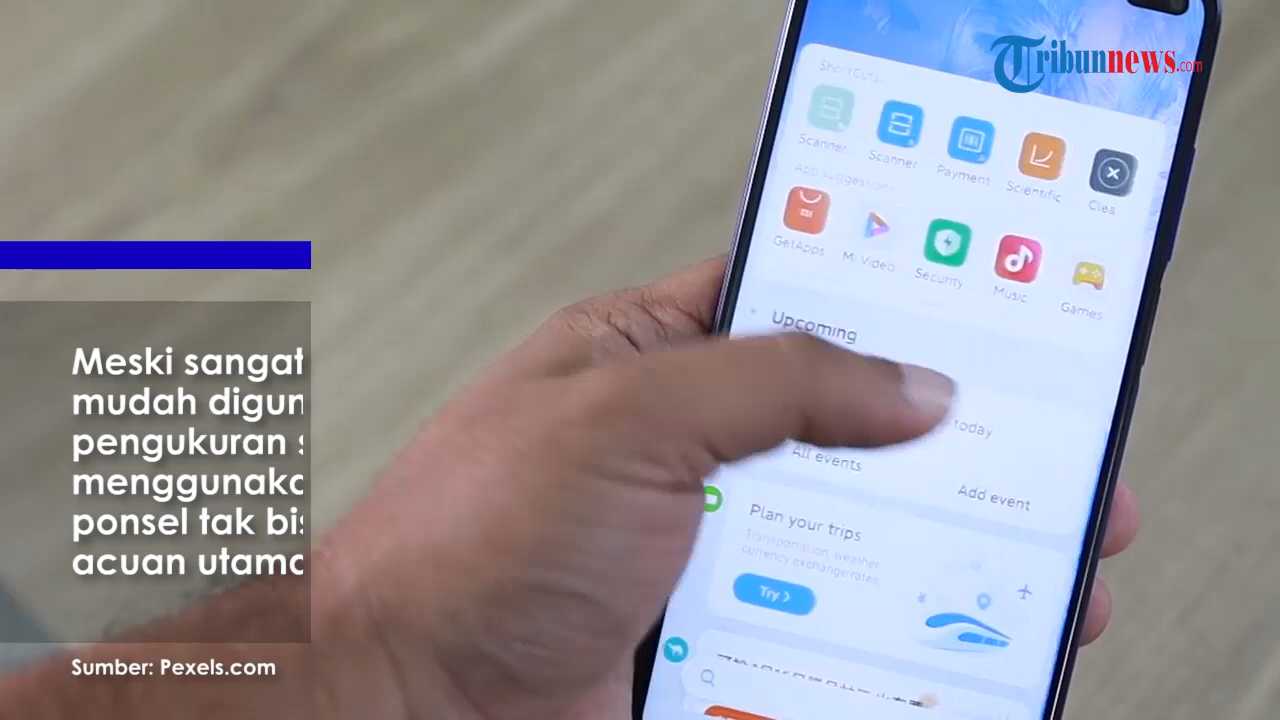 Tribunnews.com
ShortCuts
Scanner Scanner Payment Scientific Clea
App suggestions
GetApps Mi Video Security Music Games
Upcoming
today
All events
Add event
Plan your trips
Transportation, weather,
currency exchange rates
Try >
Meski sangat
mudah digun
pengukuran s
menggunaka
ponsel tak bis
acuan utama
Sumber: Pexels.com